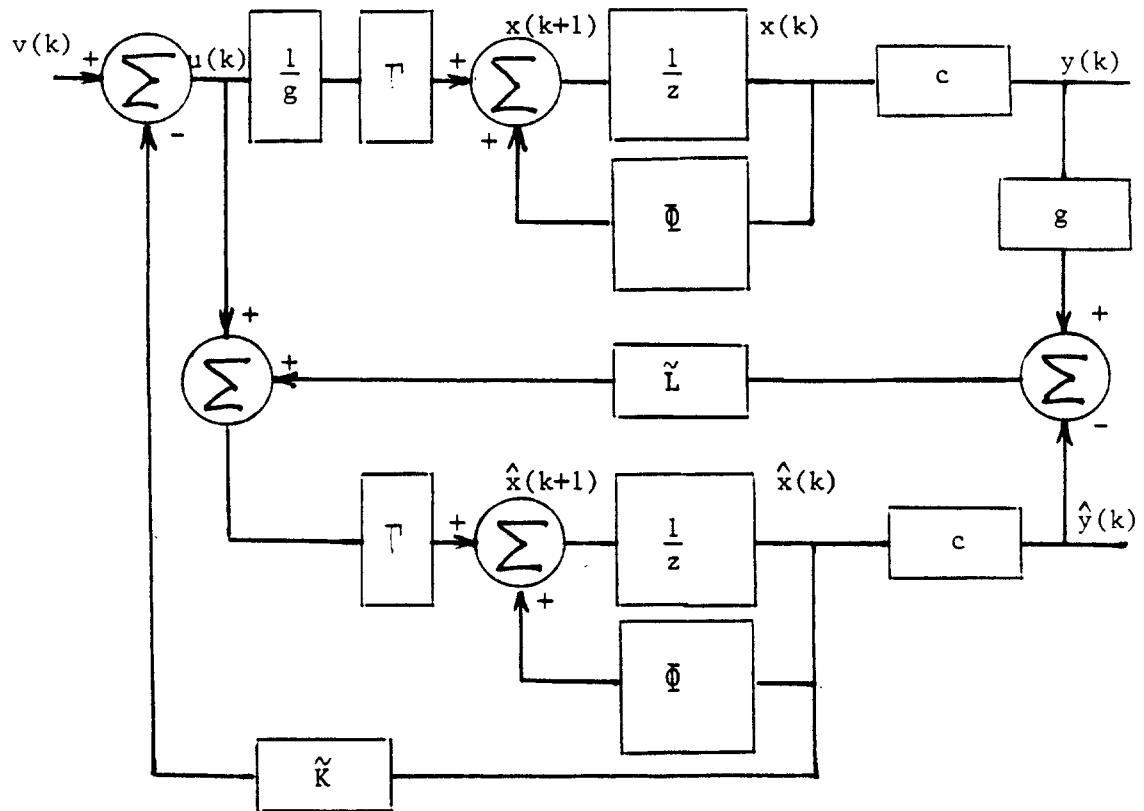 v(k)
+
Σ
-
u(k)
1
g
Γ
x(k+1)
+
Σ
+
1
z
x(k)
Φ
c
y(k)
g
+
Σ
+
L̃
+
Σ
-
Γ
x̂(k+1)
+
Σ
+
1
z
x̂(k)
Φ
c
ŷ(k)
K̃